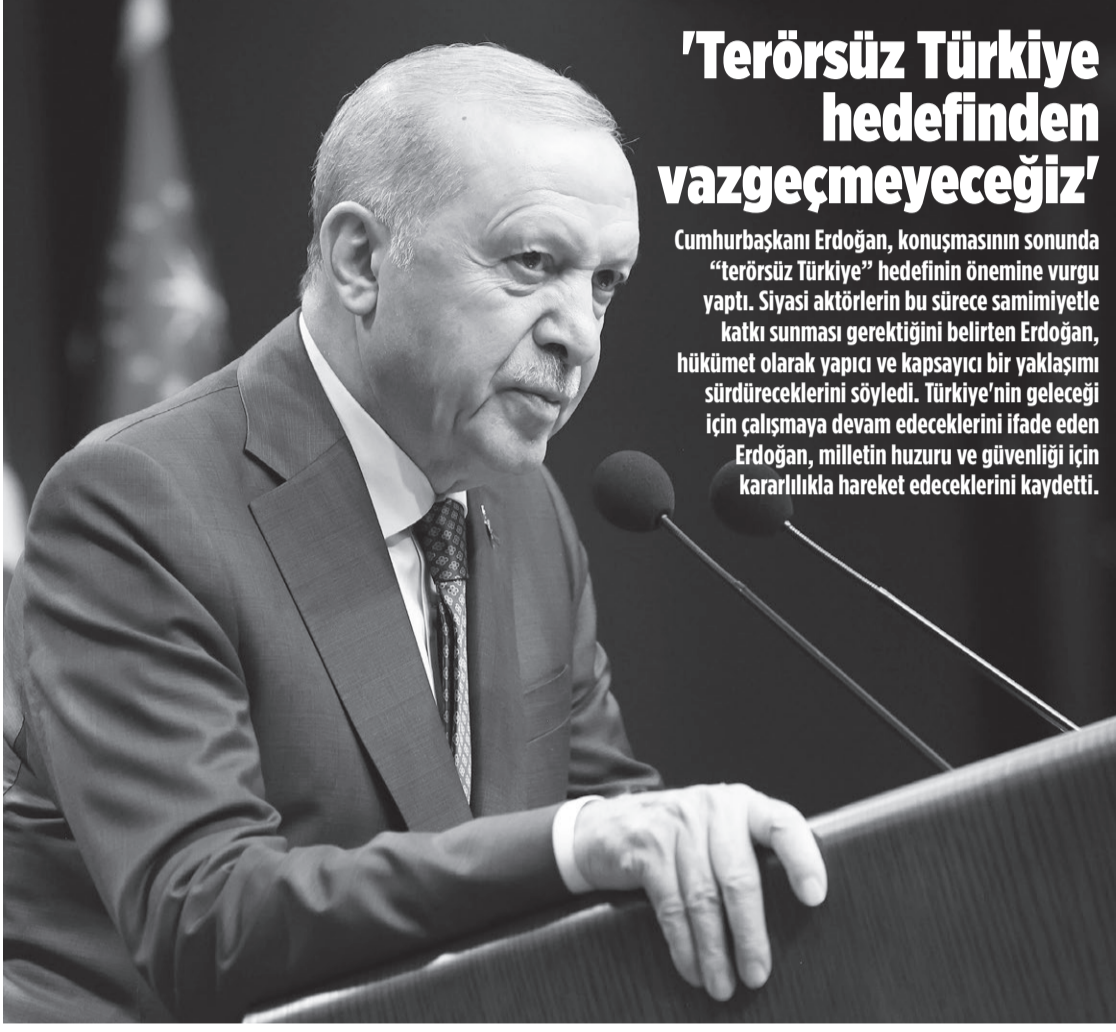 'Terörsüz Türkiye
hedefinden
vazgeçmeyeceğiz'
Cumhurbaşkanı Erdoğan, konuşmasının sonunda
“terörsüz Türkiye” hedefinin önemine vurgu
yaptı. Siyasi aktörlerin bu sürece samimiyetle
katkı sunması gerektiğini belirten Erdoğan,
hükümet olarak yapıcı ve kapsayıcı bir yaklaşımı
sürdüreceklerini söyledi. Türkiye'nin geleceği
için çalışmaya devam edeceklerini ifade eden
Erdoğan, milletin huzuru ve güvenliği için
kararlılıkla hareket edeceklerini kaydetti.